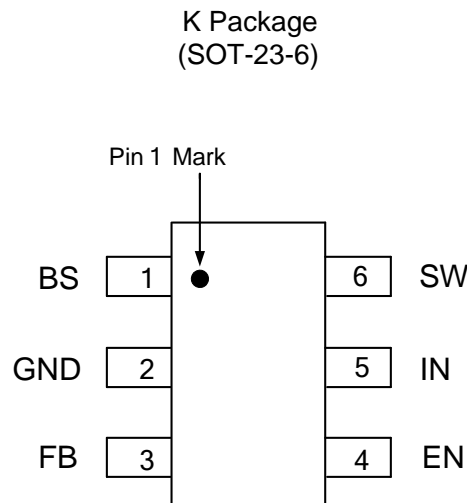 K Package
(SOT-23-6)
Pin 1 Mark
BS 1 6 SW
GND 2 5 IN
FB 3 4 EN